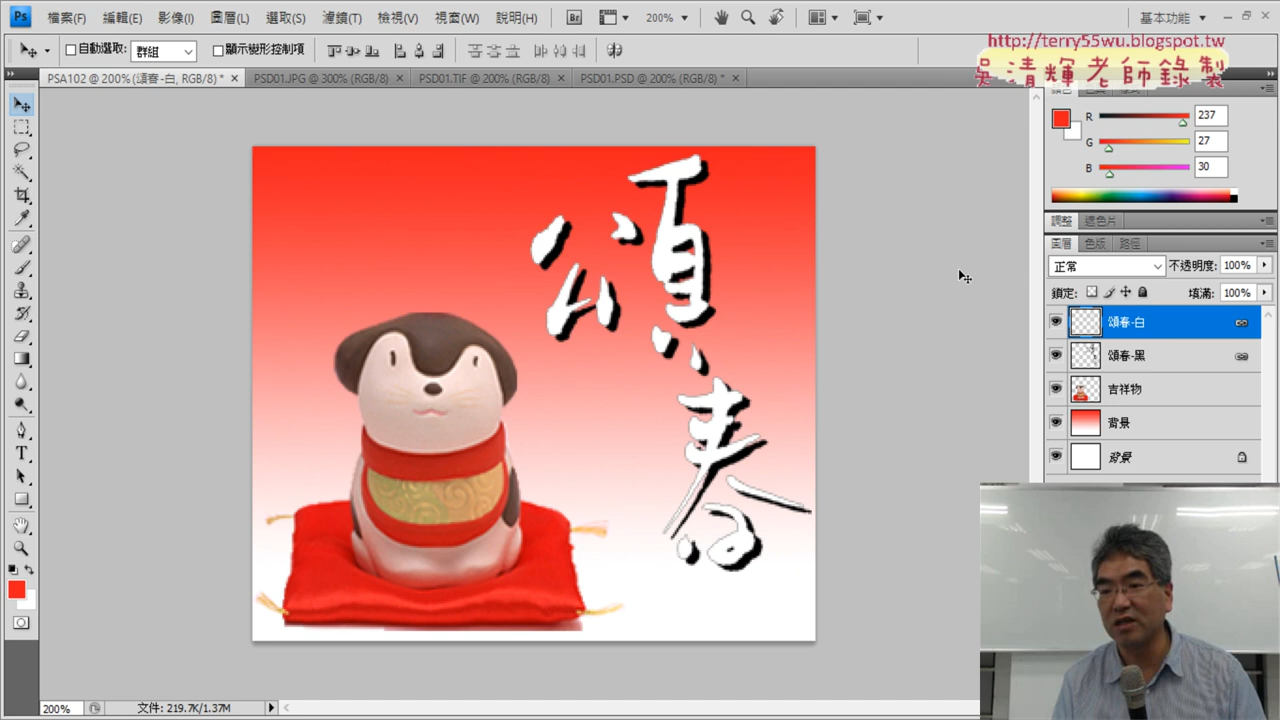 檔案(F) 編輯(E) 影像(I) 圖層(L) 選取(S) 濾鏡(T) 檢視(V) 視窗(W) 說明(H) Br 200% 基本功能
自動選取: 群組 顯示變形控制項
http://terry55wu.blogspot.tw
吳清輝老師錄製
PSA102 @ 200% (頌春-白, RGB/8) * × PSD01.JPG @ 300% (RGB/8) × PSD01.TIF @ 200% (RGB/8) × PSD01.PSD @ 200% (RGB/8) * ×
R 237
G 27
B 30
調整 遮色片
圖層 色版 路徑
正常 不透明度: 100%
鎖定: 填滿: 100%
頌春-白
頌春-黑
吉祥物
背景
背景
頌春
200% 文件: 219.7K/1.37M